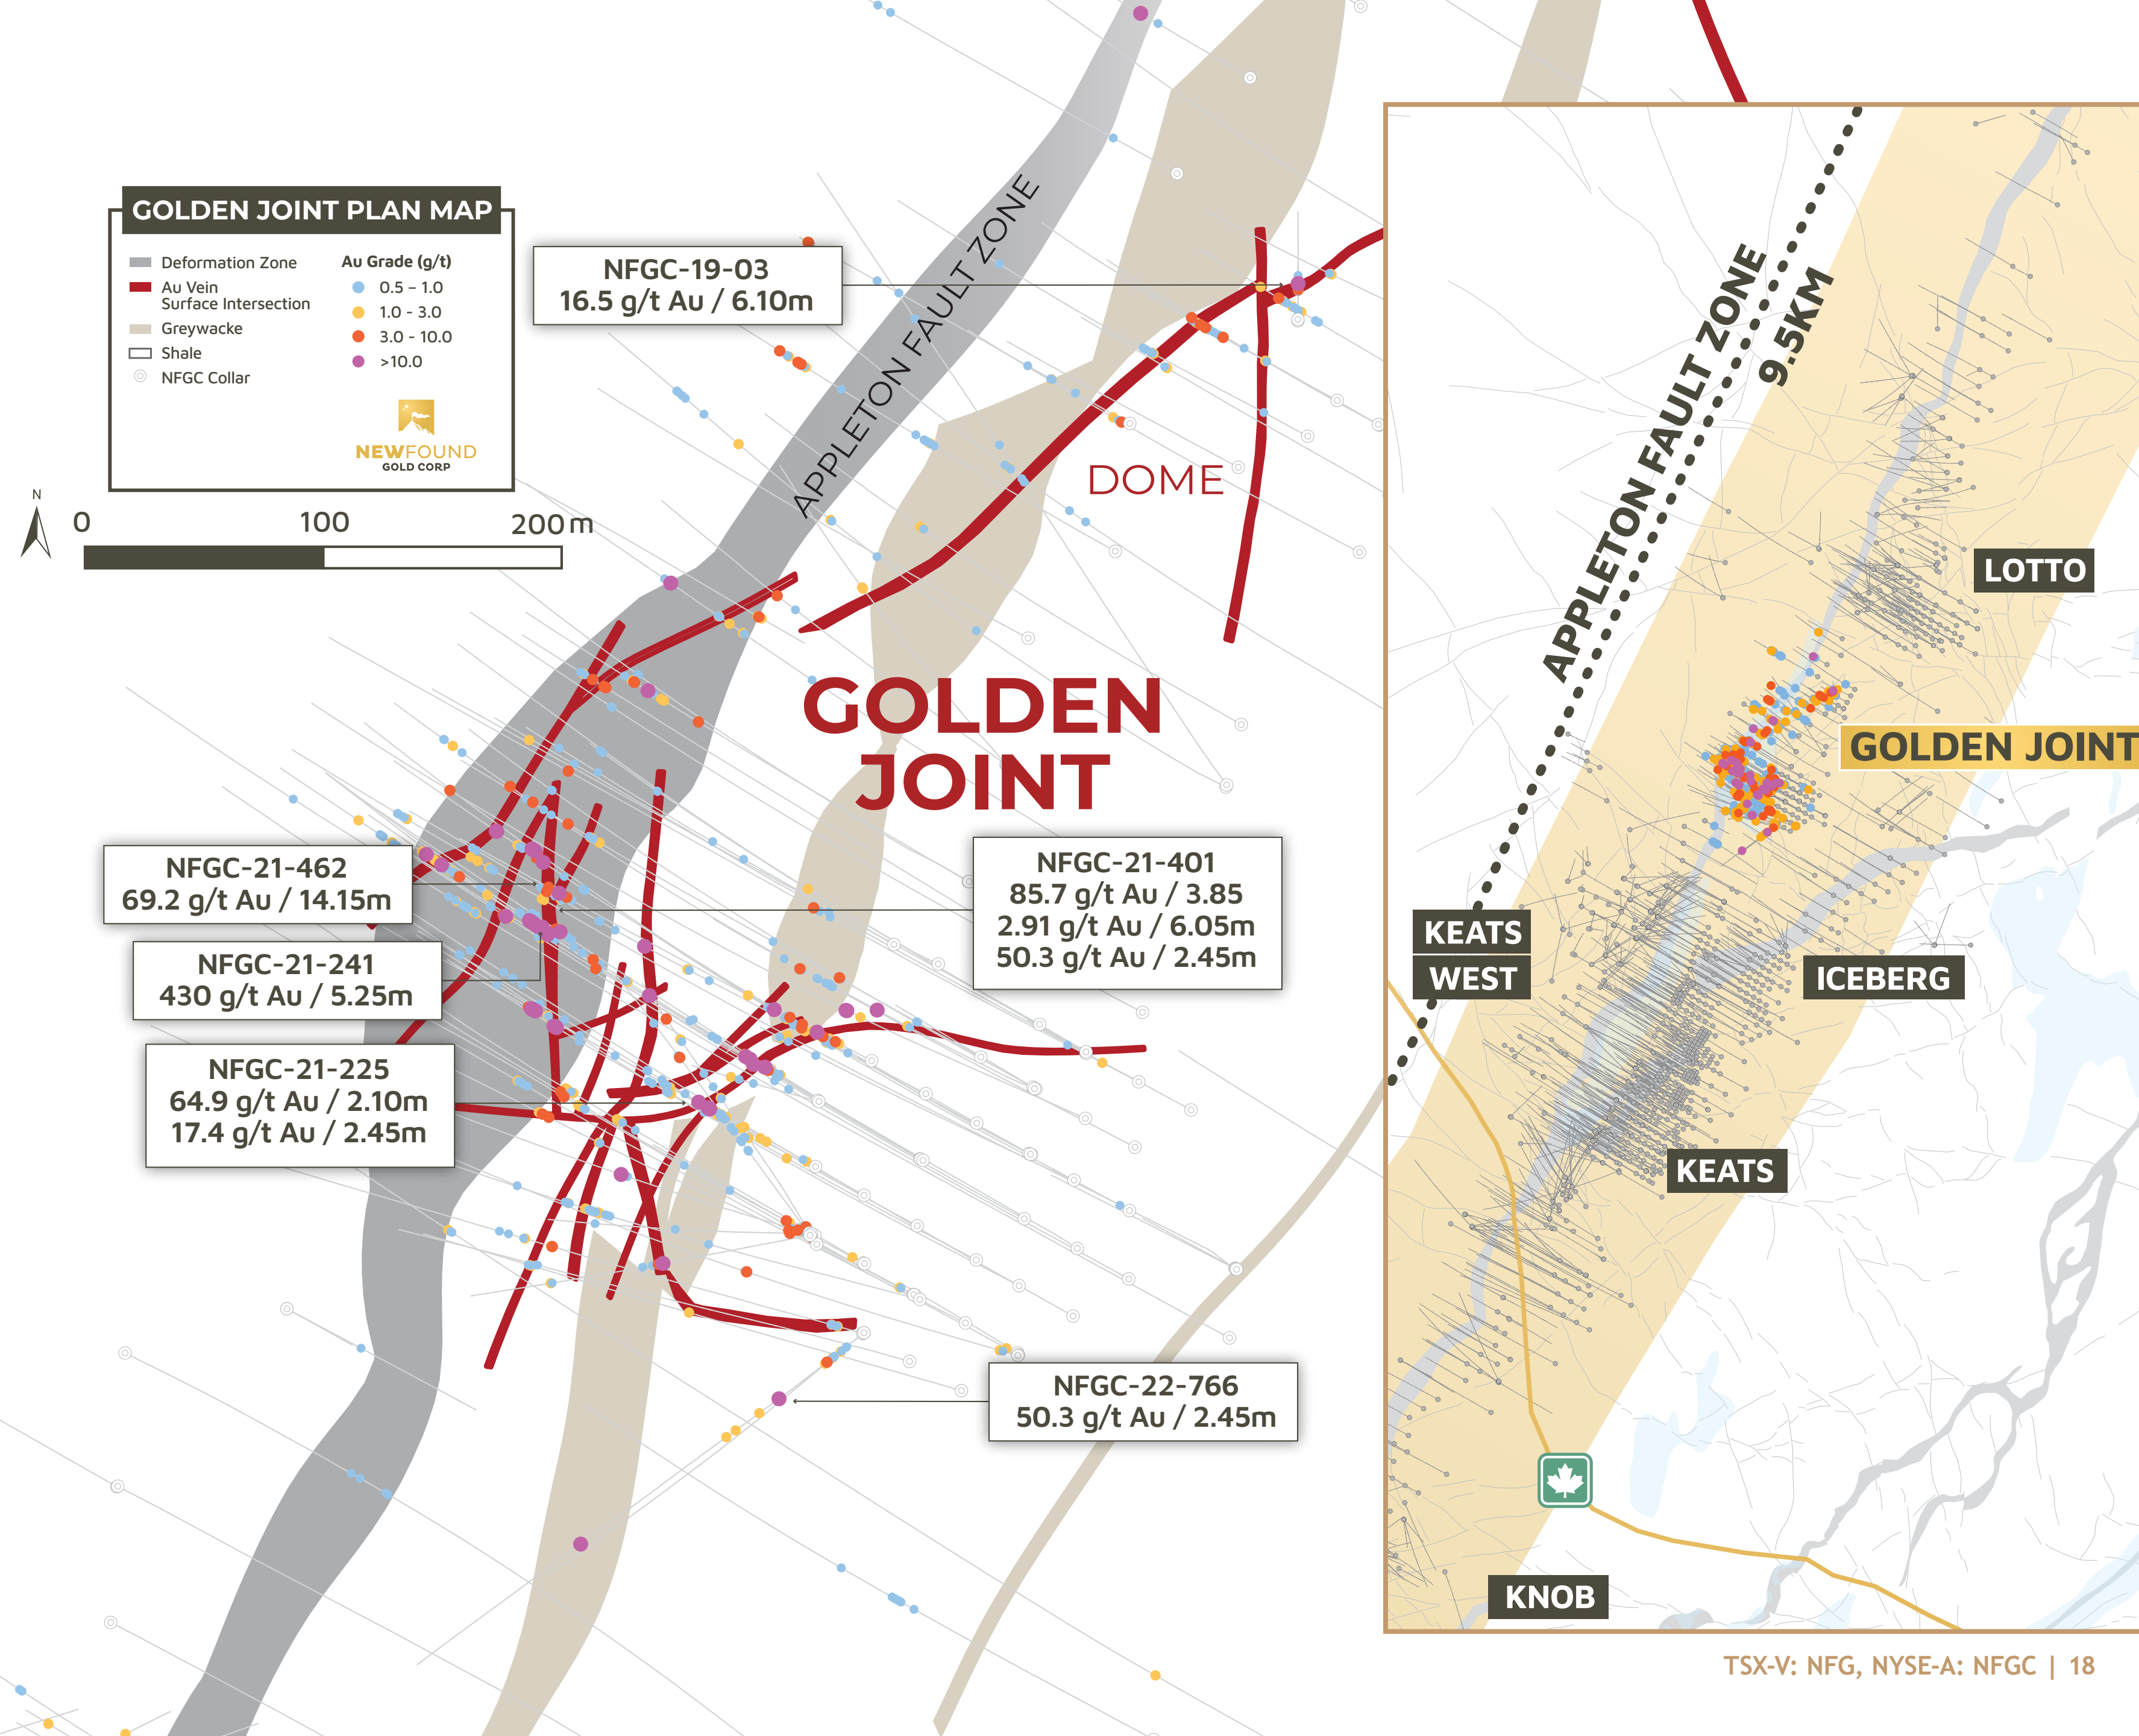 GOLDEN JOINT PLAN MAP
Deformation Zone
Au Vein
Surface Intersection
Greywacke
Shale
NFGC Collar
Au Grade (g/t)
0.5 - 1.0
1.0 - 3.0
3.0 - 10.0
>10.0
NEWFOUND
GOLD CORP
N
0
100
200 m
APPLETON FAULT ZONE
NFGC-19-03
16.5 g/t Au / 6.10m
DOME
GOLDEN
JOINT
NFGC-21-462
69.2 g/t Au / 14.15m
NFGC-21-241
430 g/t Au / 5.25m
NFGC-21-225
64.9 g/t Au / 2.10m
17.4 g/t Au / 2.45m
NFGC-21-401
85.7 g/t Au / 3.85
2.91 g/t Au / 6.05m
50.3 g/t Au / 2.45m
NFGC-22-766
50.3 g/t Au / 2.45m
APPLETON FAULT ZONE
9.5KM
LOTTO
GOLDEN JOINT
KEATS
WEST
ICEBERG
KEATS
KNOB
TSX-V: NFG, NYSE-A: NFGC | 18